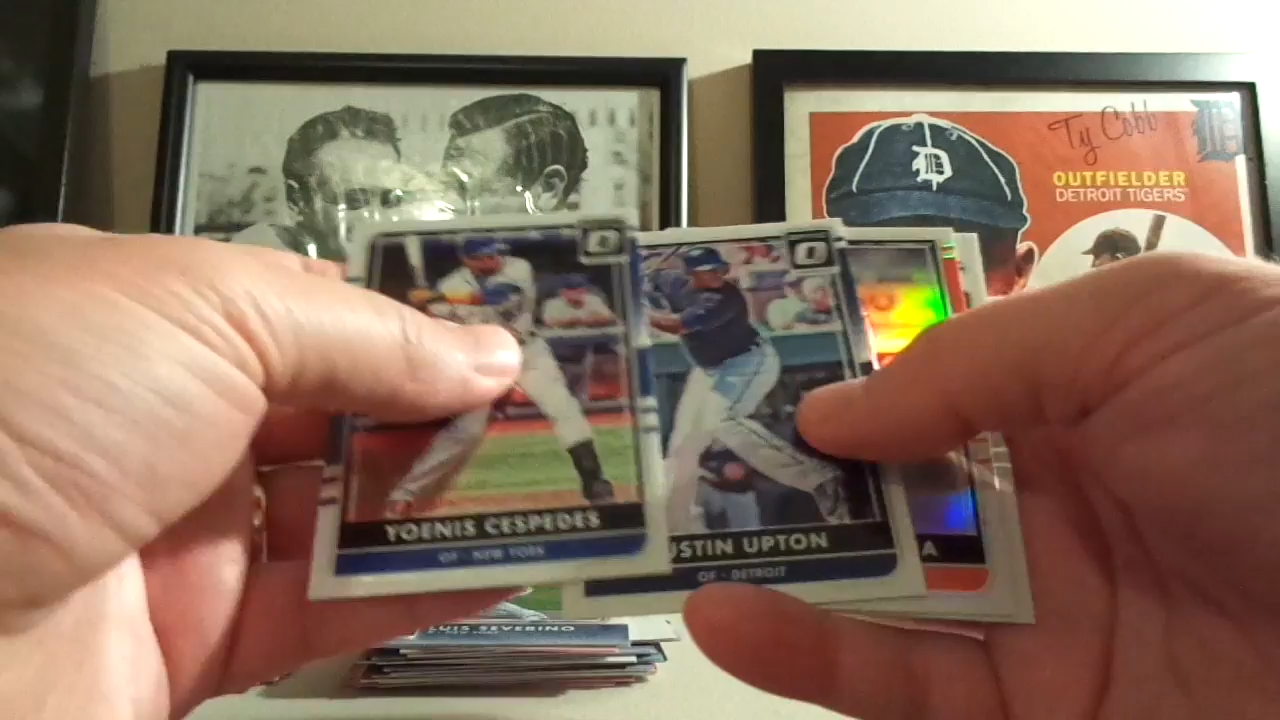 Ty Cobb
OUTFIELDER
DETROIT TIGERS
YOENIS CESPEDES
OF - NEW YORK
USTIN UPTON
OF - DETROIT
A
LUIS SEVERINO